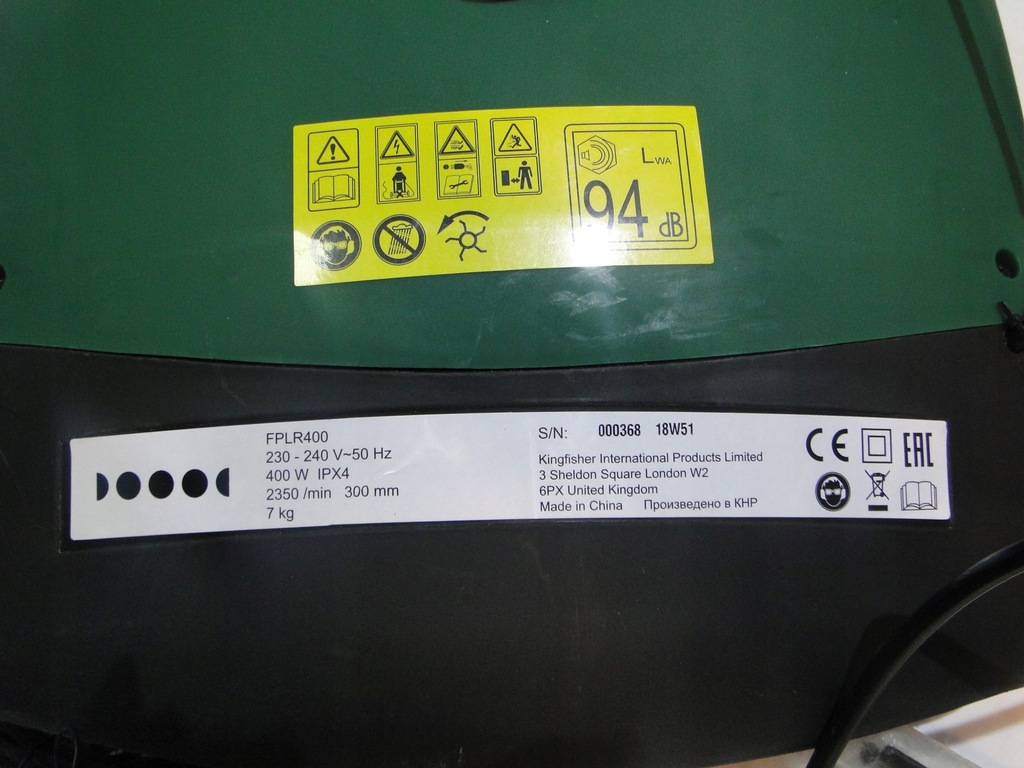 LWA
94 dB
FPLR400
230 - 240 V~50 Hz
400 W IPX4
2350 /min 300 mm
7 kg
S/N: 000368 18W51
Kingfisher International Products Limited
3 Sheldon Square London W2
6PX United Kingdom
Made in China Произведено в КНР
CE
EAC